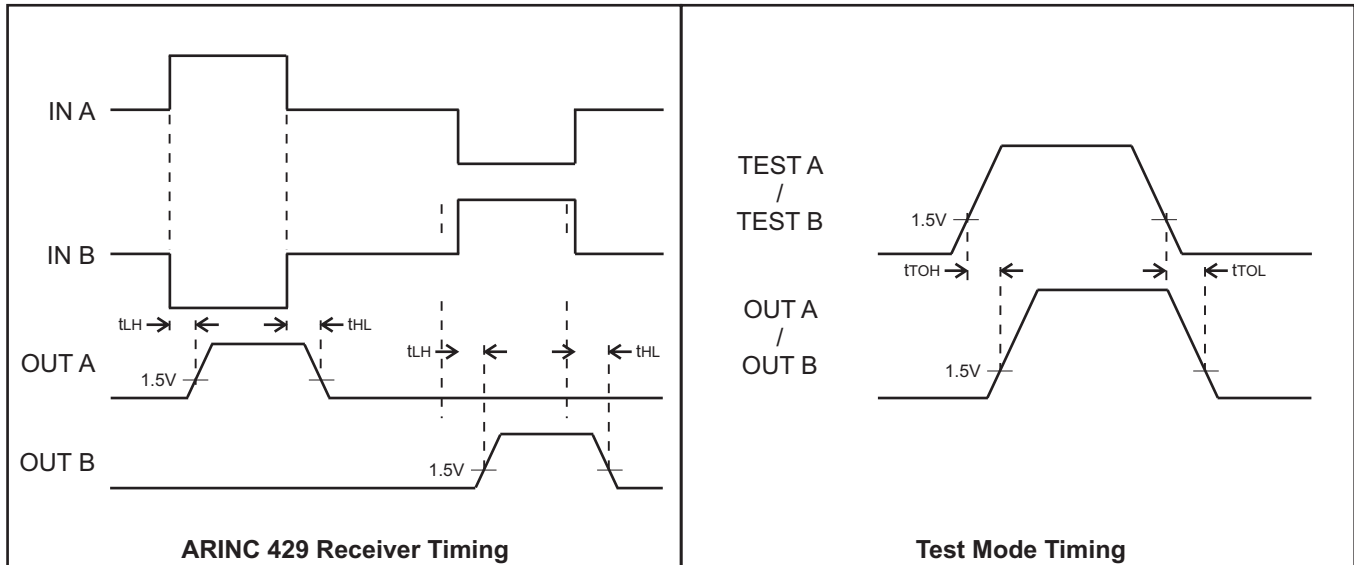 IN A
IN B
tLH
tHL
OUT A
1.5V
tLH
tHL
OUT B
1.5V
ARINC 429 Receiver Timing
TEST A
/
TEST B
1.5V
tTOH
tTOL
OUT A
/
OUT B
1.5V
Test Mode Timing